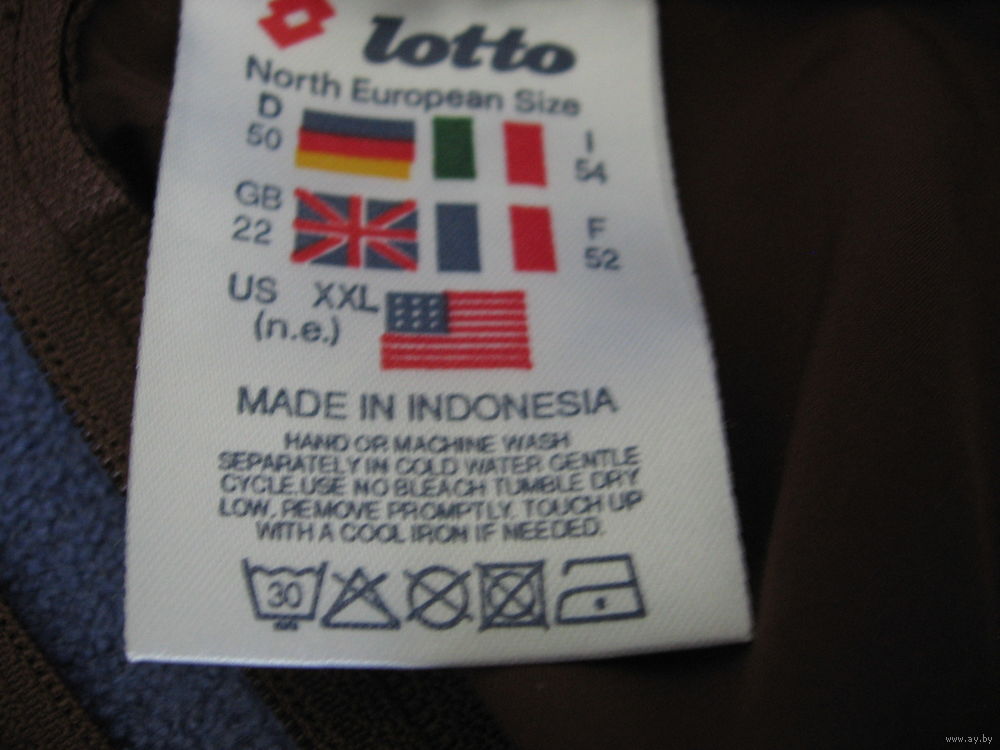 lotto
North European Size
D
50
I
54
GB
22
F
52
US XXL
(n.e.)
MADE IN INDONESIA
HAND OR MACHINE WASH
SEPARATELY IN COLD WATER GENTLE
CYCLE.USE NO BLEACH TUMBLE DRY
LOW, REMOVE PROMPTLY. TOUCH UP
WITH A COOL IRON IF NEEDED.
30
www.ay.by